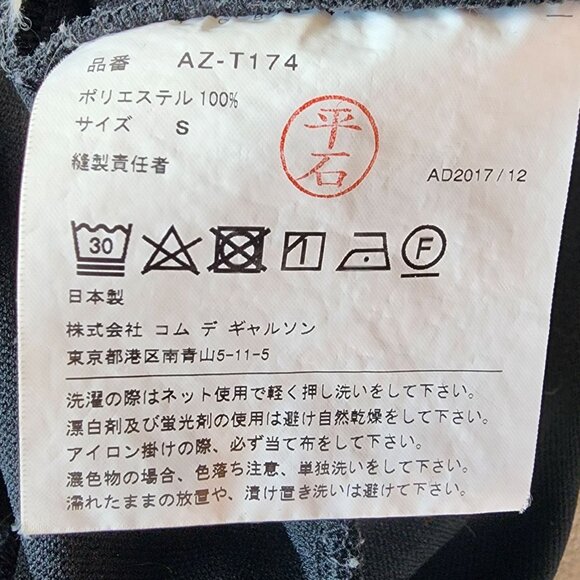 品番 AZ-T174
ポリエステル 100%
サイズ S
平石
縫製責任者
AD2017/12
30
F
日本製
株式会社 コム デ ギャルソン
東京都港区南青山5-11-5
洗濯の際はネット使用で軽く押し洗いをして下さい。
漂白剤及び蛍光剤の使用は避け自然乾燥をして下さい。
アイロン掛けの際、必ず当て布をして下さい。
濃色物の場合、色落ち注意、単独洗いをして下さい。
濡れたままの放置や、漬け置き洗いは避けて下さい。